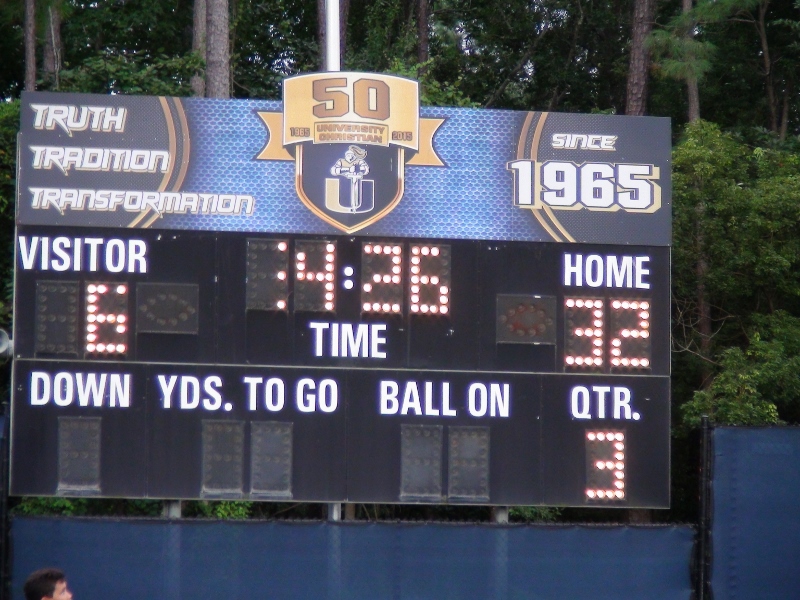 TRUTH
TRADITION
TRANSFORMATION
50
1965 UNIVERSITY CHRISTIAN 2015
U
SINCE
1965
VISITOR
6
14:26
TIME
HOME
32
DOWN
YDS. TO GO
BALL ON
QTR.
3